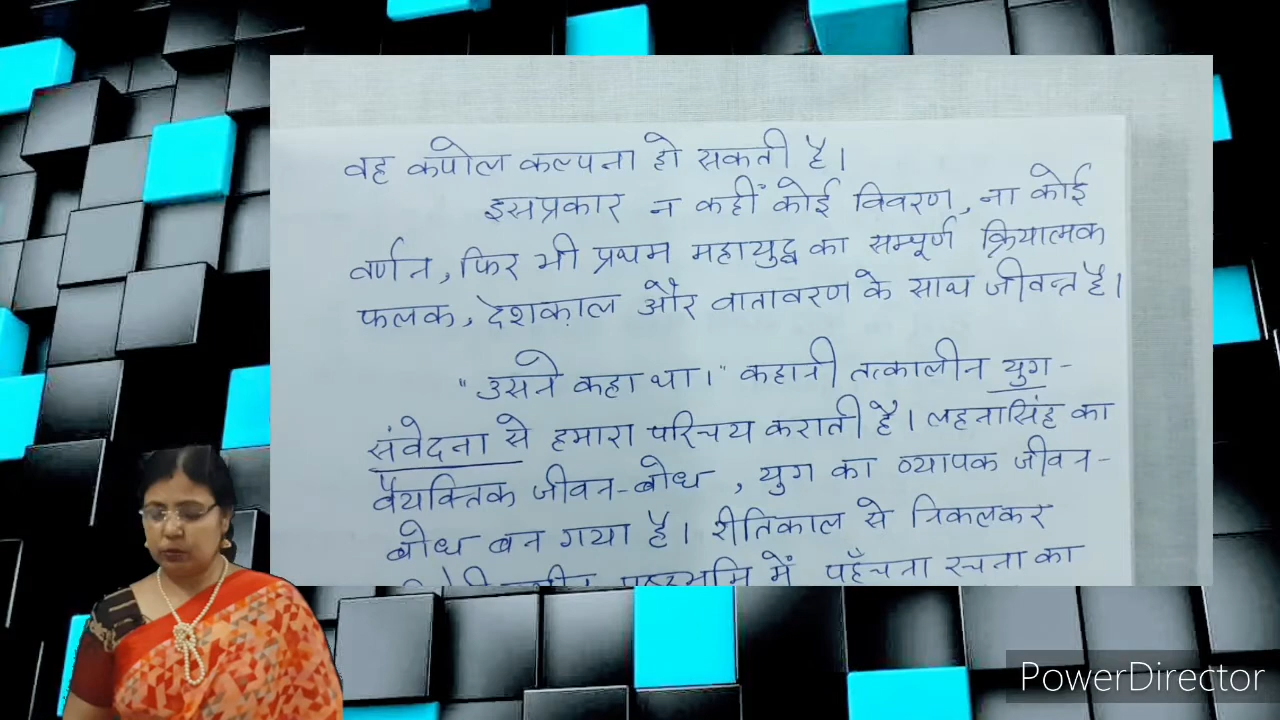 वह कपोल कल्पना हो सकती है।
इसप्रकार न कहीं कोई विवरण, ना कोई
वर्णन, फिर भी प्रथम महायुद्ध का सम्पूर्ण क्रियात्मक
फलक, देशकाल और वातावरण के साथ जीवन्त है।
"उसने कहा था।" कहानी तत्कालीन युग-
संवेदना से हमारा परिचय कराती है। लहनासिंह का
वैयक्तिक जीवन-बोध, युग का व्यापक जीवन-
बोध बन गया है। रीतिकाल से निकलकर
में पहुँचना रचना का
PowerDirector